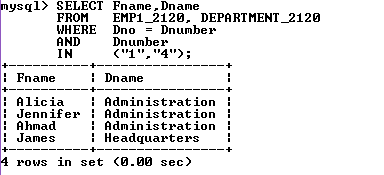 mysql> SELECT Fname,Dname
FROM EMP1_2120, DEPARTMENT_2120
WHERE Dno = Dnumber
AND Dnumber
IN ("1","4");
+----------+----------------+
| Fname | Dname |
+----------+----------------+
| Alicia | Administration |
| Jennifer | Administration |
| Ahmad | Administration |
| James | Headquarters |
+----------+----------------+
4 rows in set (0.00 sec)